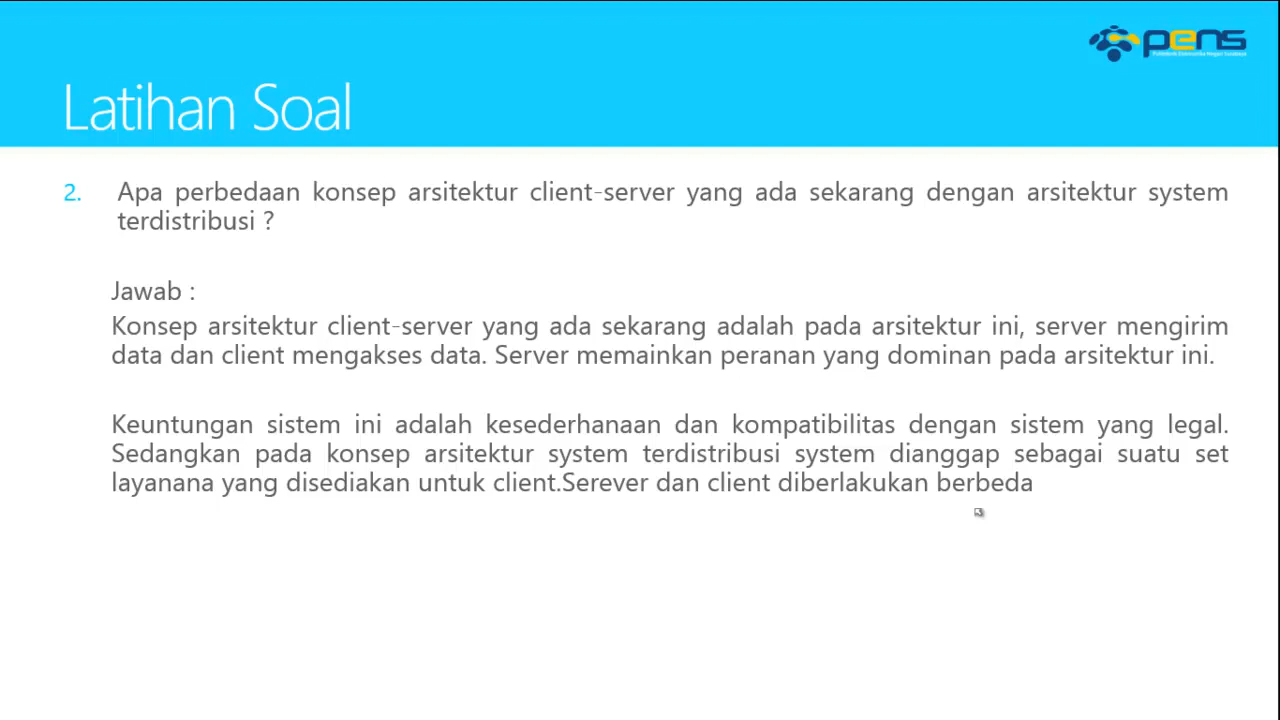 pens
Politeknik Elektronika Negeri Surabaya
Latihan Soal
2. Apa perbedaan konsep arsitektur client-server yang ada sekarang dengan arsitektur system
terdistribusi ?
Jawab :
Konsep arsitektur client-server yang ada sekarang adalah pada arsitektur ini, server mengirim
data dan client mengakses data. Server memainkan peranan yang dominan pada arsitektur ini.
Keuntungan sistem ini adalah kesederhanaan dan kompatibilitas dengan sistem yang legal.
Sedangkan pada konsep arsitektur system terdistribusi system dianggap sebagai suatu set
layanana yang disediakan untuk client.Serever dan client diberlakukan berbeda